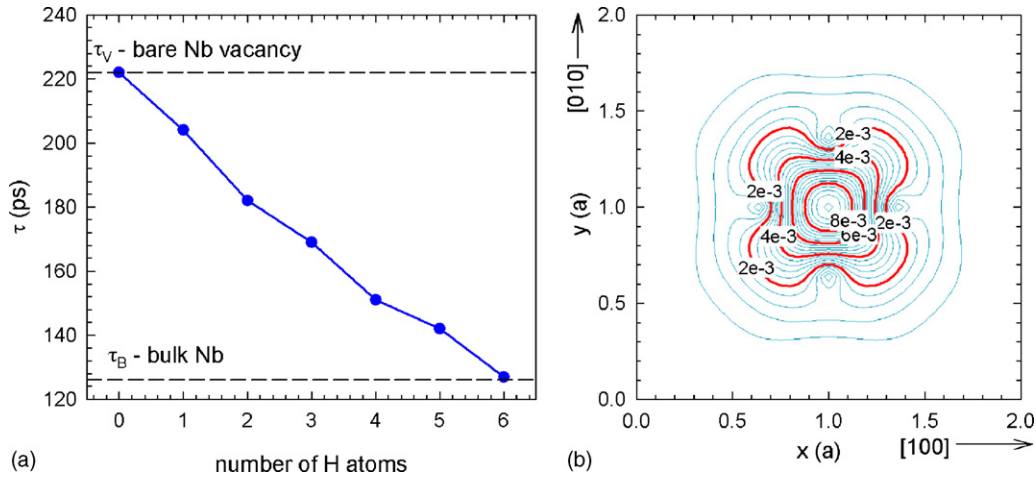 240
220
200
180
160
140
120
τ (ps)
τV - bare Nb vacancy
τB - bulk Nb
0 1 2 3 4 5 6
number of H atoms
(a)
2.0
1.5
1.0
0.5
0.0
y (a)
[010]
2e-3
4e-3
2e-3
8e-3 2e-3
4e-3 6e-3
2e-3
0.0 0.5 1.0 1.5 2.0
x (a) [100]
(b)